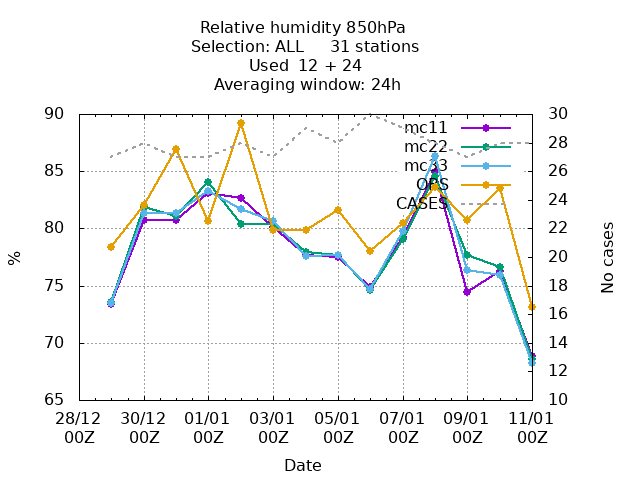 Relative humidity 850hPa
Selection: ALL 31 stations
Used 12 + 24
Averaging window: 24h
90
85
80
75
70
65
%
30
28
26
24
22
20
18
16
14
12
10
No cases
mc11
mc22
mc33
OBS
CASES
28/12 00Z
30/12 00Z
01/01 00Z
03/01 00Z
05/01 00Z
07/01 00Z
09/01 00Z
11/01 00Z
Date